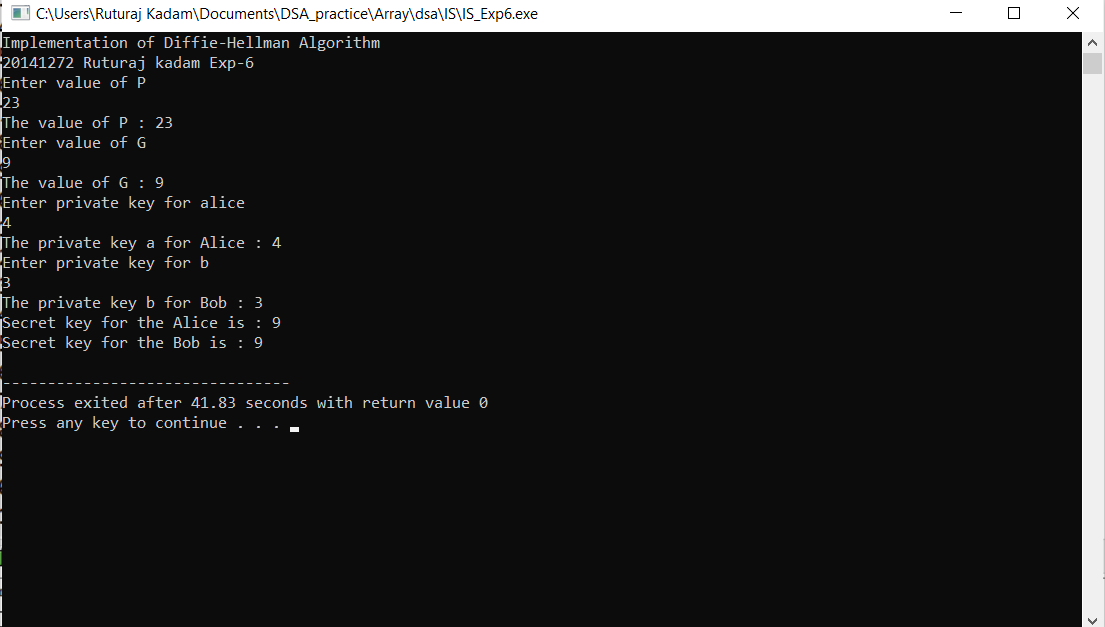 C:\Users\Ruturaj Kadam\Documents\DSA_practice\Array\dsa\IS\IS_Exp6.exe
Implementation of Diffie-Hellman Algorithm
20141272 Ruturaj kadam Exp-6
Enter value of P
23
The value of P : 23
Enter value of G
9
The value of G : 9
Enter private key for alice
4
The private key a for Alice : 4
Enter private key for b
3
The private key b for Bob : 3
Secret key for the Alice is : 9
Secret key for the Bob is : 9
--------------------------------
Process exited after 41.83 seconds with return value 0
Press any key to continue . . .